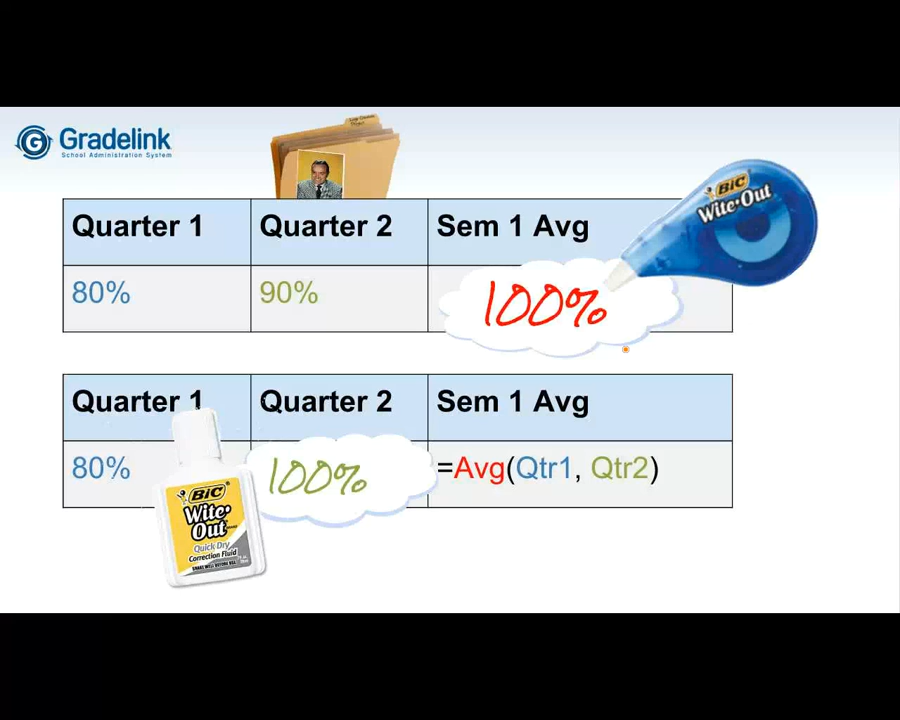 Gradelink
School Administration System
Quarter 1 Quarter 2 Sem 1 Avg
80% 90% 100%
BiC
Wite·Out
Quarter 1 Quarter 2 Sem 1 Avg
80% 100% =Avg(Qtr1, Qtr2)
BiC
Wite·
Out
Quick Dry
Correction Fluid